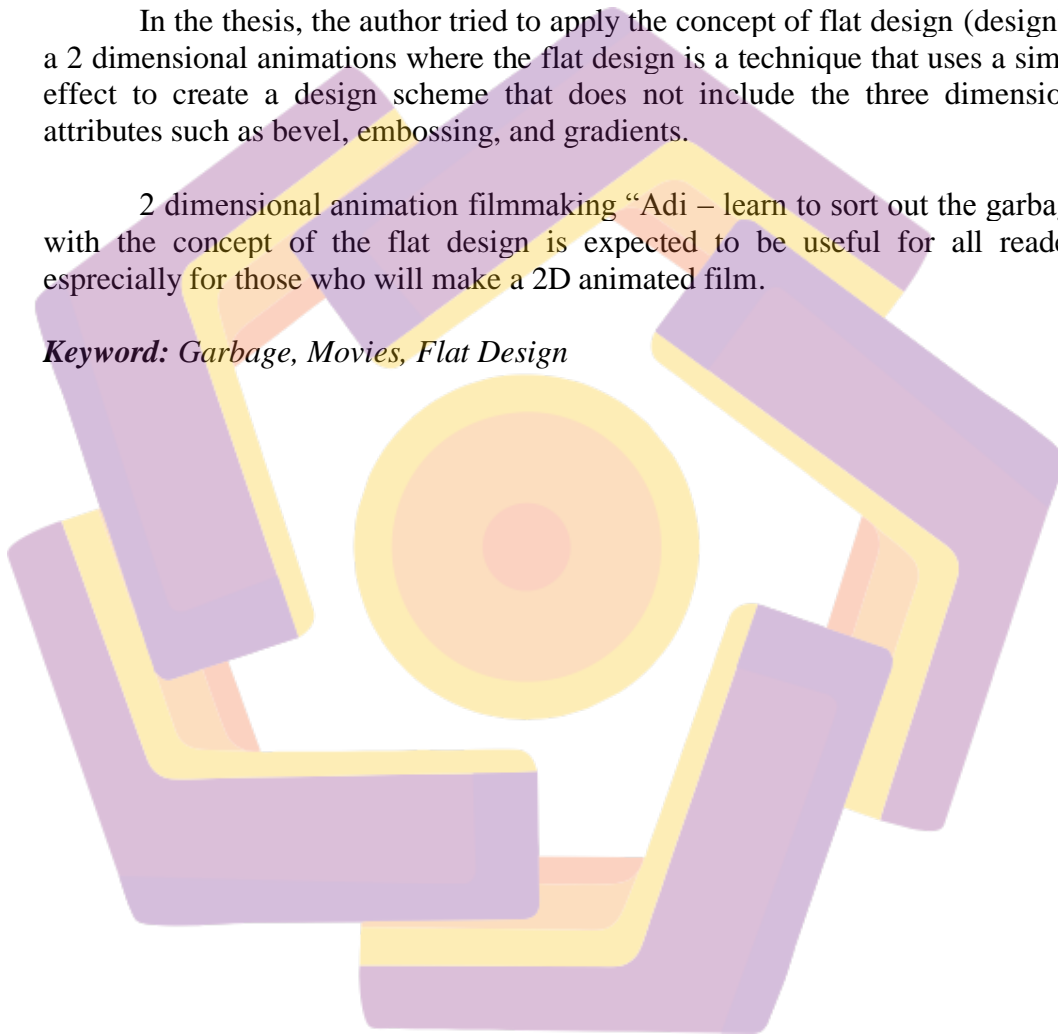 In the thesis, the author tried to apply the concept of flat design (design
a 2 dimensional animations where the flat design is a technique that uses a sim
effect to create a design scheme that does not include the three dimensio
attributes such as bevel, embossing, and gradients.
2 dimensional animation filmmaking “Adi – learn to sort out the garba
with the concept of the flat design is expected to be useful for all reade
esprecially for those who will make a 2D animated film.
Keyword: Garbage, Movies, Flat Design